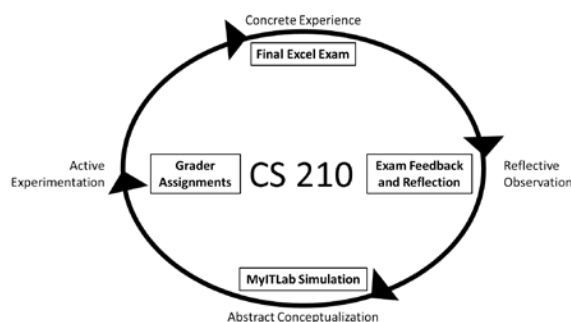 Concrete Experience
Final Excel Exam
Active
Experimentation
Grader
Assignments
CS 210
Exam Feedback
and Reflection
Reflective
Observation
MyITLab Simulation
Abstract Conceptualization